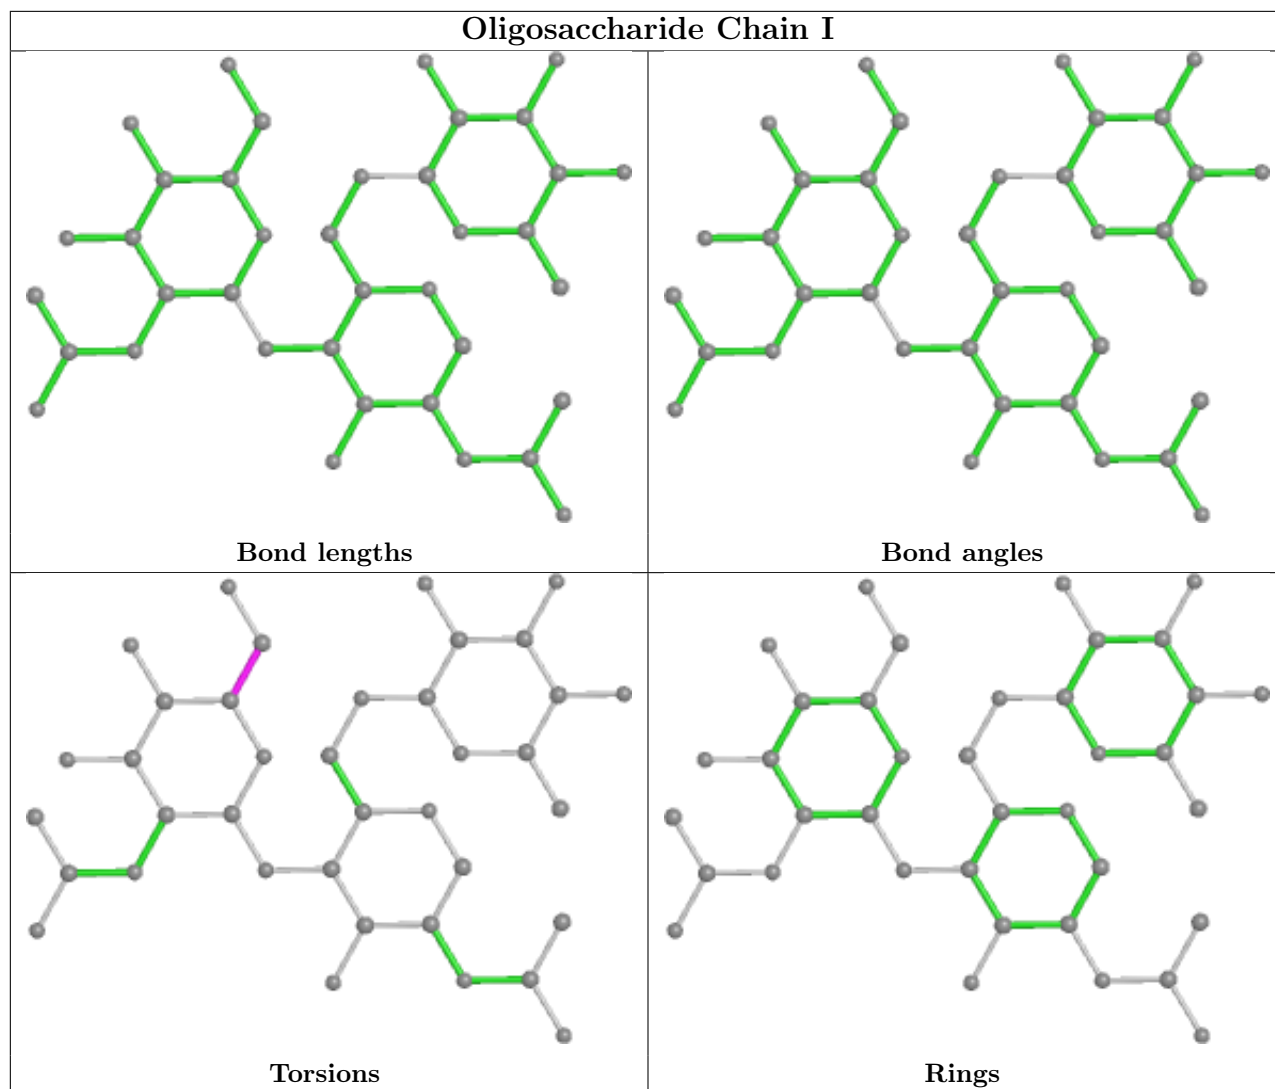 Oligosaccharide Chain I
Bond lengths
Bond angles
Torsions
Rings